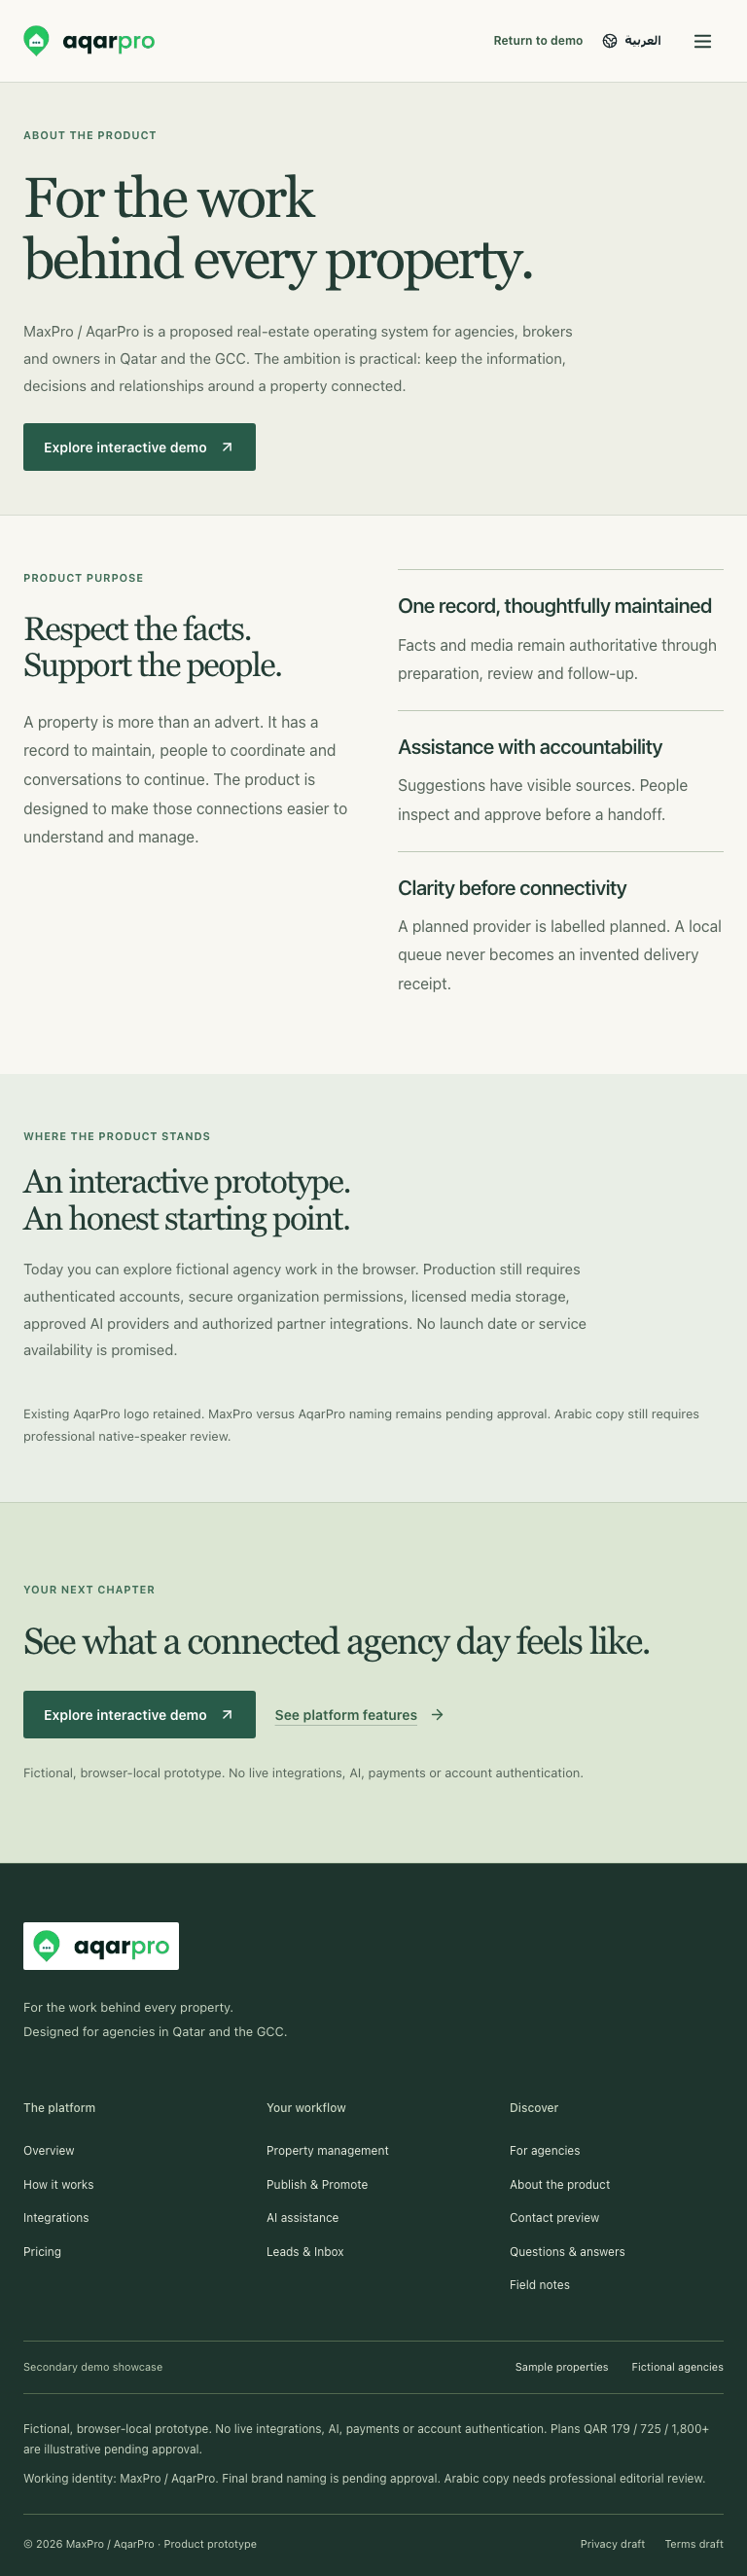 aqarpro
Return to demo
العربية
ABOUT THE PRODUCT
For the work
behind every property.
MaxPro / AqarPro is a proposed real-estate operating system for agencies, brokers
and owners in Qatar and the GCC. The ambition is practical: keep the information,
decisions and relationships around a property connected.
Explore interactive demo
PRODUCT PURPOSE
Respect the facts.
Support the people.
A property is more than an advert. It has a
record to maintain, people to coordinate and
conversations to continue. The product is
designed to make those connections easier to
understand and manage.
One record, thoughtfully maintained
Facts and media remain authoritative through
preparation, review and follow-up.
Assistance with accountability
Suggestions have visible sources. People
inspect and approve before a handoff.
Clarity before connectivity
A planned provider is labelled planned. A local
queue never becomes an invented delivery
receipt.
WHERE THE PRODUCT STANDS
An interactive prototype.
An honest starting point.
Today you can explore fictional agency work in the browser. Production still requires
authenticated accounts, secure organization permissions, licensed media storage,
approved AI providers and authorized partner integrations. No launch date or service
availability is promised.
Existing AqarPro logo retained. MaxPro versus AqarPro naming remains pending approval. Arabic copy still requires
professional native-speaker review.
YOUR NEXT CHAPTER
See what a connected agency day feels like.
Explore interactive demo
See platform features
Fictional, browser-local prototype. No live integrations, AI, payments or account authentication.
aqarpro
For the work behind every property.
Designed for agencies in Qatar and the GCC.
The platform
Overview
How it works
Integrations
Pricing
Your workflow
Property management
Publish & Promote
AI assistance
Leads & Inbox
Discover
For agencies
About the product
Contact preview
Questions & answers
Field notes
Secondary demo showcase
Sample properties
Fictional agencies
Fictional, browser-local prototype. No live integrations, AI, payments or account authentication. Plans QAR 179 / 725 / 1,800+
are illustrative pending approval.
Working identity: MaxPro / AqarPro. Final brand naming is pending approval. Arabic copy needs professional editorial review.
© 2026 MaxPro / AqarPro · Product prototype
Privacy draft
Terms draft